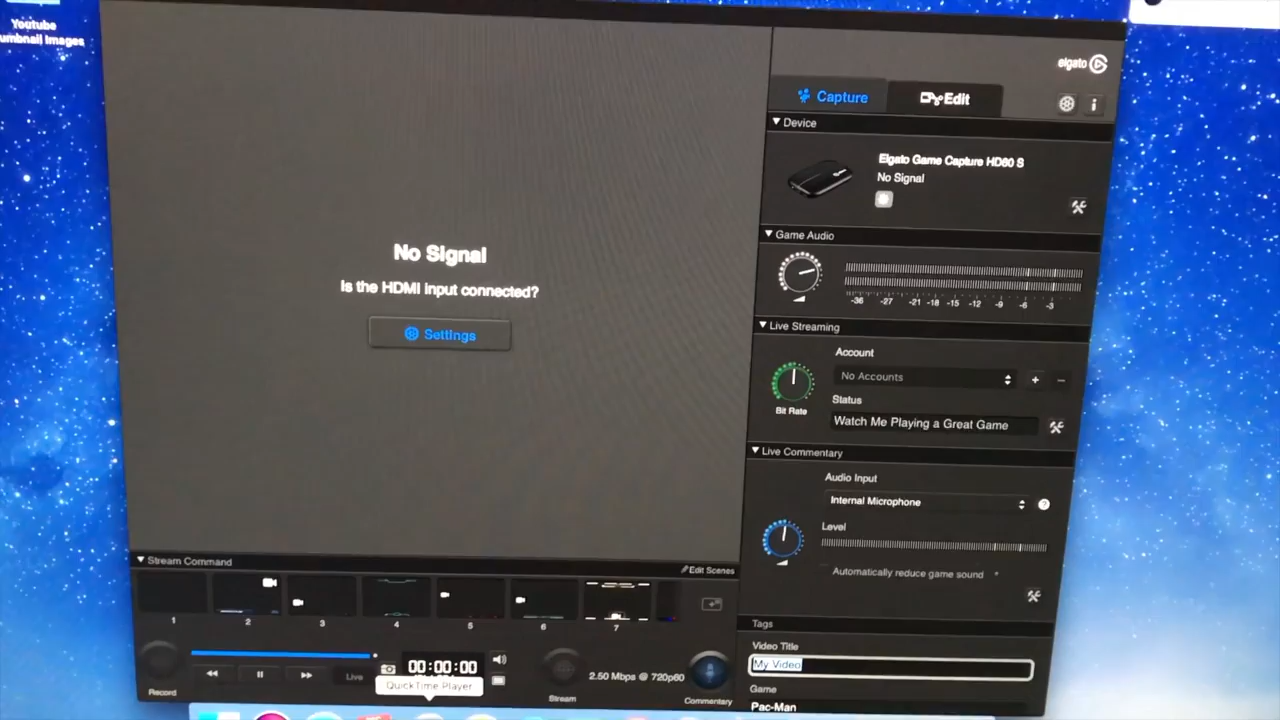 Youtube
umbnail Images
elgato
Capture
Edit
Device
Elgato Game Capture HD60 S
No Signal
Game Audio
-36 -27 -21 -18 -15 -12 -9 -6 -3
No Signal
Is the HDMI input connected?
Settings
Live Streaming
Account
No Accounts
Bit Rate
Status
Watch Me Playing a Great Game
Live Commentary
Audio Input
Internal Microphone
Level
Automatically reduce game sound
Stream Command
Edit Scenes
1 2 3 4 5 6 7
Tags
Video Title
My Video
Game
Pac-Man
Record
Live
00:00:00
QuickTime Player
Stream
2.50 Mbps @ 720p60
Commentary